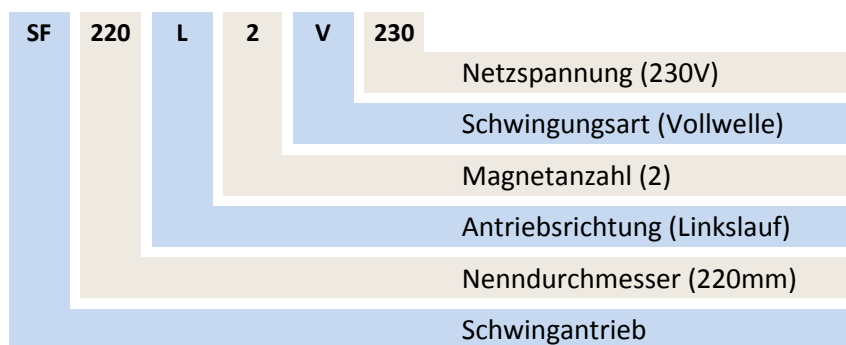 SF 220 L 2 V 230
Netzspannung (230V)
Schwingungsart (Vollwelle)
Magnetanzahl (2)
Antriebsrichtung (Linkslauf)
Nenndurchmesser (220mm)
Schwingantrieb